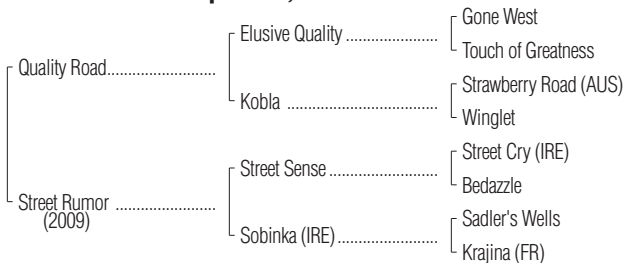 Gone West
Elusive Quality ....................
Touch of Greatness
Quality Road........................
Strawberry Road (AUS)
Kobla .................................
Winglet
Street Cry (IRE)
Street Sense ........................
Bedazzle
Street Rumor ......................
(2009)
Sadler's Wells
Sobinka (IRE)......................
Krajina (FR)